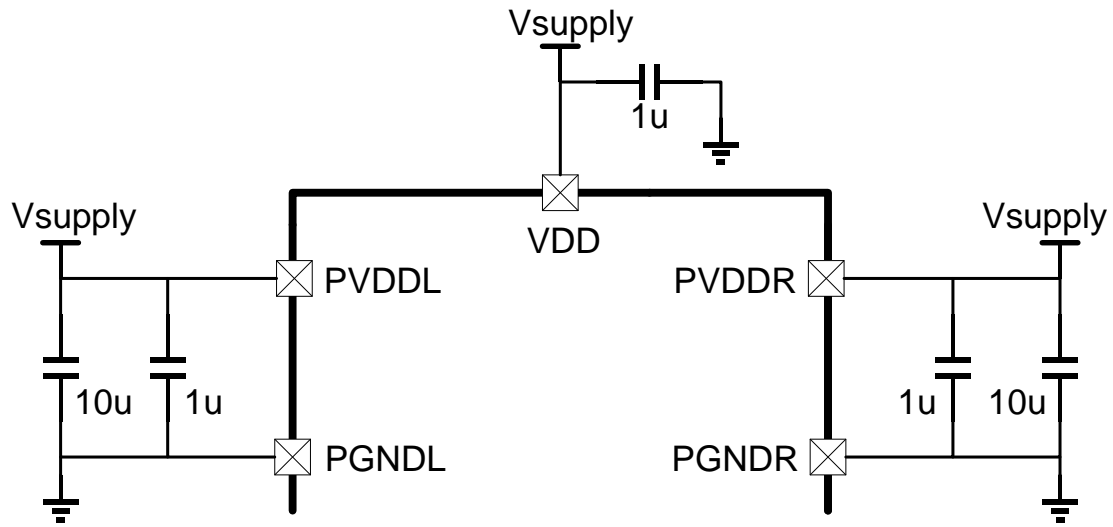 Vsupply
1u
VDD
Vsupply
PVDDL
10u
1u
PGNDL
Vsupply
PVDDR
1u
10u
PGNDR